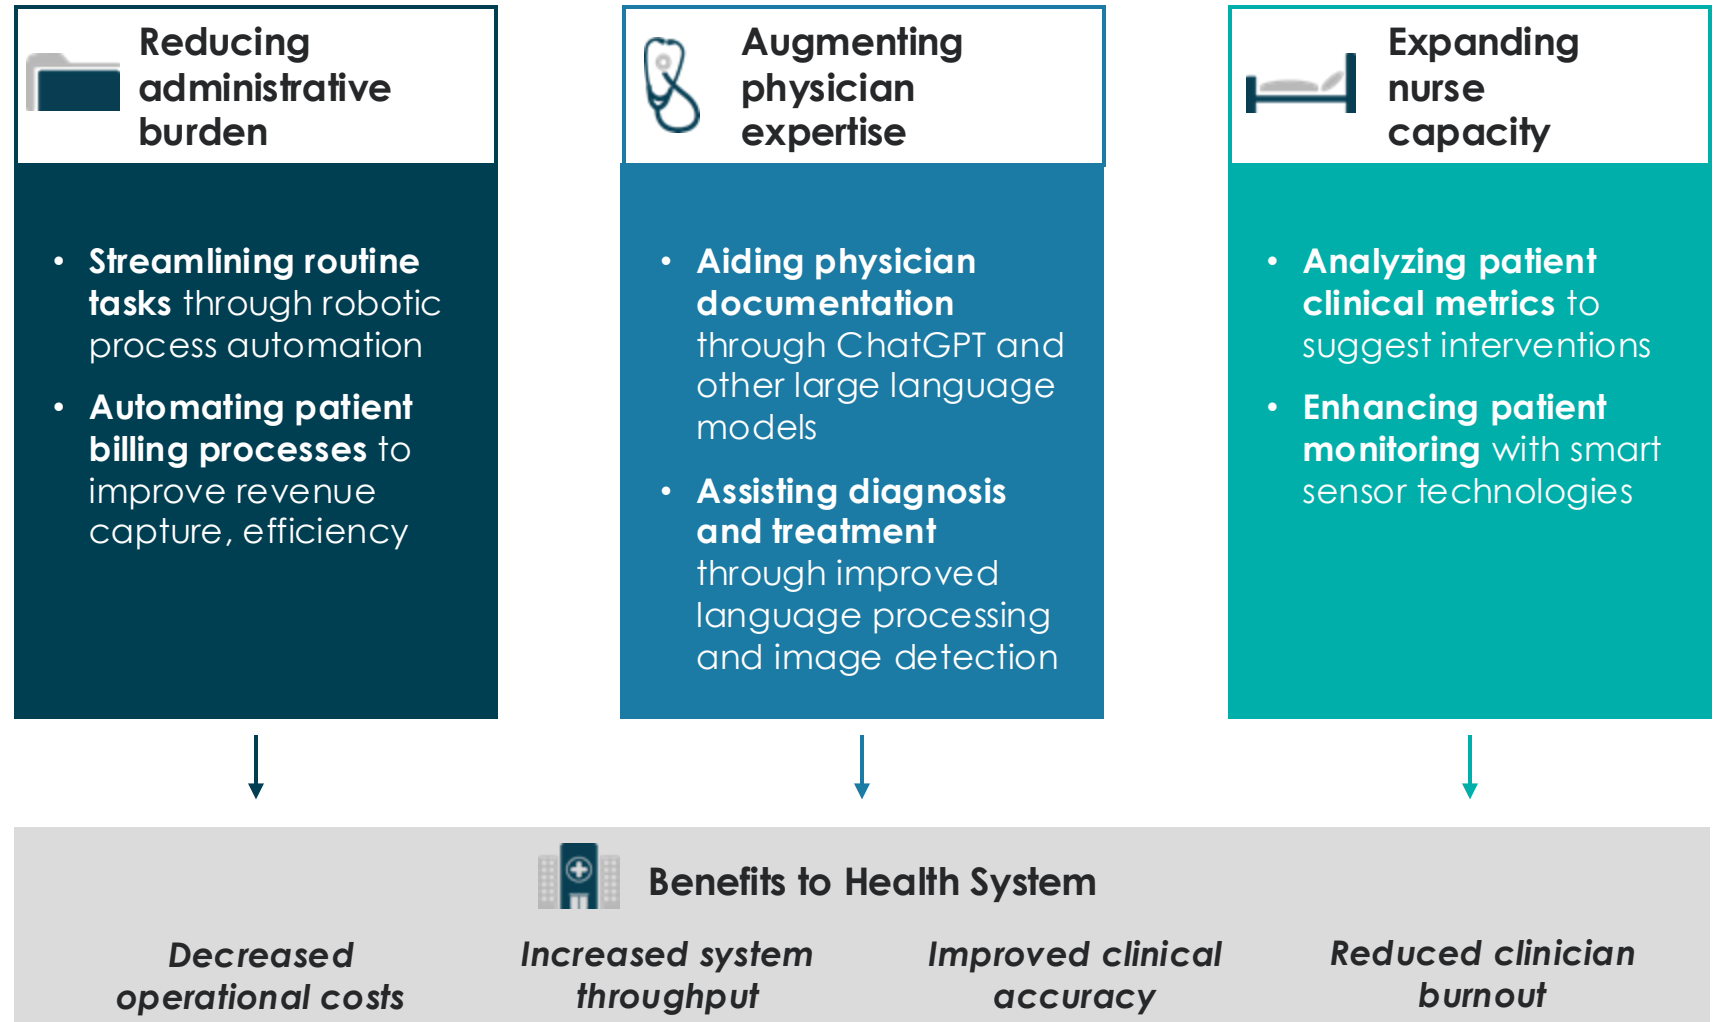 Reducing
administrative
burden
• Streamlining routine
tasks through robotic
process automation
• Automating patient
billing processes to
improve revenue
capture, efficiency
Augmenting
physician
expertise
• Aiding physician
documentation
through ChatGPT and
other large language
models
• Assisting diagnosis
and treatment
through improved
language processing
and image detection
Expanding
nurse
capacity
• Analyzing patient
clinical metrics to
suggest interventions
• Enhancing patient
monitoring with smart
sensor technologies
Benefits to Health System
Decreased
operational costs
Increased system
throughput
Improved clinical
accuracy
Reduced clinician
burnout